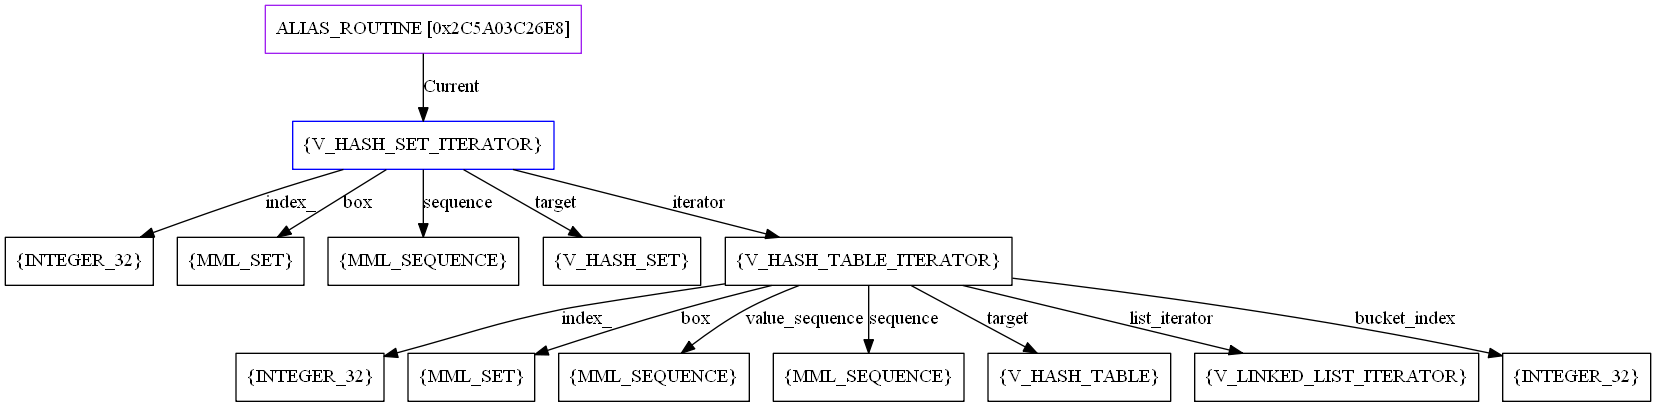 ALIAS_ROUTINE [0x2C5A03C26E8]
Current
{V_HASH_SET_ITERATOR}
index_
box
sequence
target
iterator
{INTEGER_32}
{MML_SET}
{MML_SEQUENCE}
{V_HASH_SET}
{V_HASH_TABLE_ITERATOR}
index_
box
value_sequence
sequence
target
list_iterator
bucket_index
{INTEGER_32}
{MML_SET}
{MML_SEQUENCE}
{MML_SEQUENCE}
{V_HASH_TABLE}
{V_LINKED_LIST_ITERATOR}
{INTEGER_32}